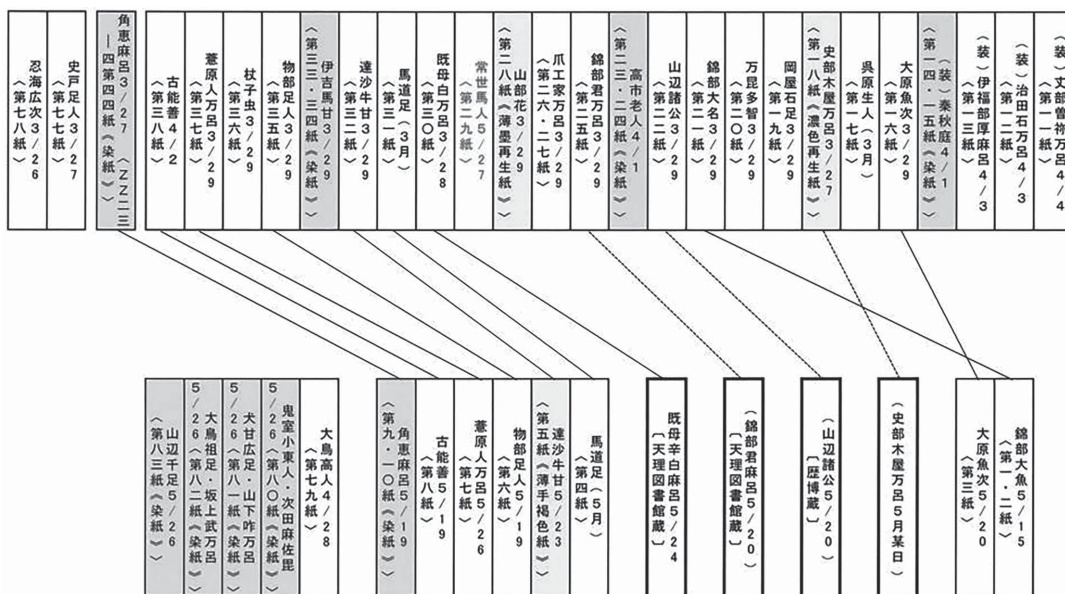 丈部曽祢万呂4/4
〈第一一紙〉
（装）治田石万呂4/3
〈第一二紙〉
（装）伊福部厚麻呂4/3
〈第一三紙〉
（装）秦秋庭4/1
〈第一四・一五紙《染紙》〉
大原魚次3/29
〈第一六紙〉
呉原生人（3月）
〈第一七紙〉
史部木屋万呂3/27
〈第一八紙《濃色再生紙》〉
岡屋石足3/29
〈第一九紙〉
万昆多智3/29
〈第二〇紙〉
錦部大名3/29
〈第二一紙〉
山辺諸公3/29
〈第二二紙〉
高市老人4/1
〈第二三・二四紙《染紙》〉
錦部君万呂3/29
〈第二五紙〉
爪工家万呂3/29
〈第二六・二七紙〉
山部花3/29
〈第二八紙《薄墨再生紙》〉
常世馬人5/27
〈第二九紙〉
既母白万呂3/28
〈第三〇紙〉
馬道足（3月）
〈第三一紙〉
達沙牛甘3/29
〈第三二紙〉
伊吉馬甘3/29
〈第三三・三四紙《染紙》〉
物部足人3/29
〈第三五紙〉
杖子虫3/29
〈第三六紙〉
薏原人万呂3/29
〈第三七紙〉
古能善4/2
〈第三八紙〉
角恵麻呂3/27　〈ZZ二三
―四第四四紙《染紙》〉
史戸足人3/27
〈第七七紙〉
忍海広次3/26
〈第七八紙〉
錦部大魚5/15
〈第一・二紙〉
大原魚次5/20
〈第三紙〉
（史部木屋万呂5月某日）
（山辺諸公5/20）
〔歴博蔵〕
（錦部君麻呂5/20）
〔天理図書館蔵〕
既母辛白麻呂5/24
〔天理図書館蔵〕
馬道足（5月）
〈第四紙〉
達沙牛甘5/23
〈第五紙《薄手褐色紙》〉
物部足人5/19
〈第六紙〉
薏原人万呂5/26
〈第七紙〉
古能善5/19
〈第八紙〉
角恵麻呂5/19
〈第九・一〇紙《染紙》〉
大鳥高人4/28
〈第七九紙〉
鬼室小東人・次田麻佐毘
5/26〈第八〇紙《染紙》〉
犬甘広足・山下咋万呂
5/26〈第八一紙《染紙》〉
大鳥祖足・坂上武万呂
5/26〈第八二紙《染紙》〉
山辺千足5/26
〈第八三紙《染紙》〉